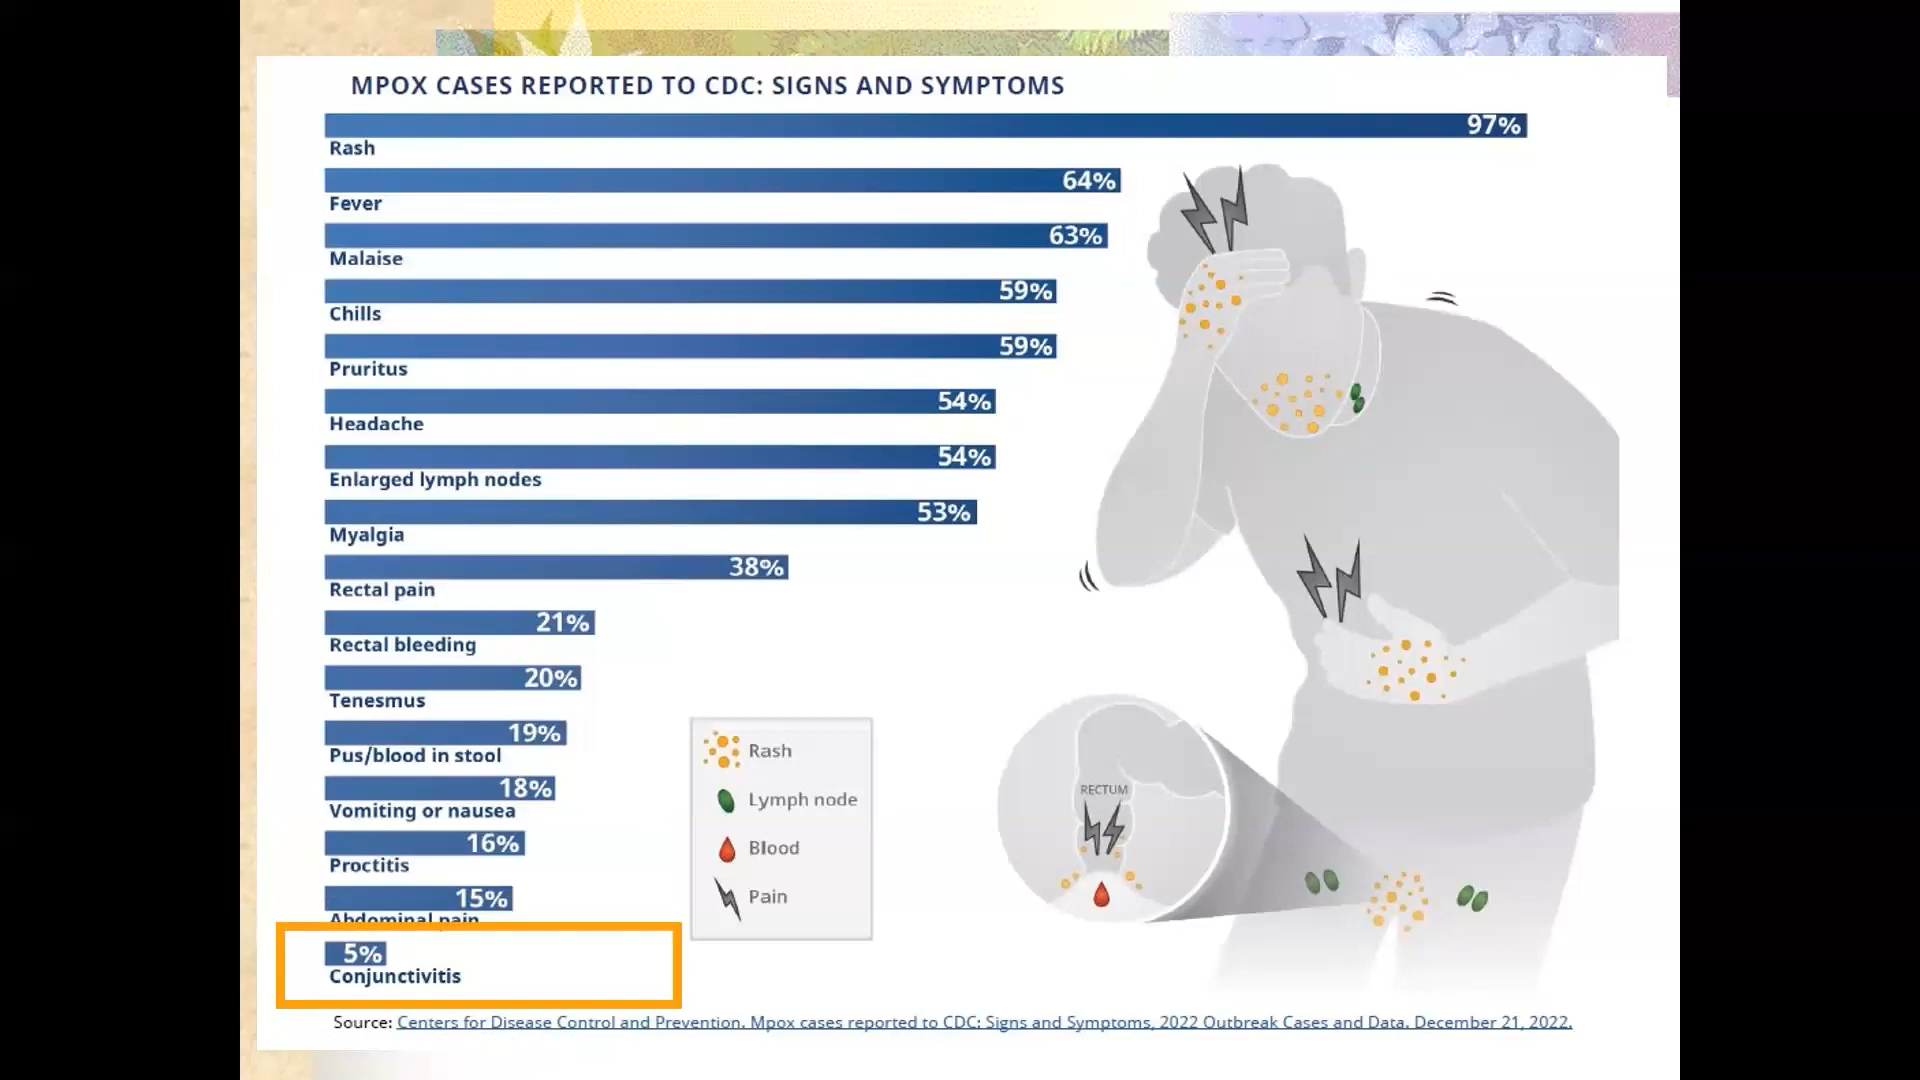 MPOX CASES REPORTED TO CDC: SIGNS AND SYMPTOMS
97%
Rash
64%
Fever
63%
Malaise
59%
Chills
59%
Pruritus
54%
Headache
54%
Enlarged lymph nodes
53%
Myalgia
38%
Rectal pain
21%
Rectal bleeding
20%
Tenesmus
19%
Pus/blood in stool
18%
Vomiting or nausea
16%
Proctitis
15%
Abdominal pain
5%
Conjunctivitis
Rash
Lymph node
Blood
Pain
RECTUM
Source: Centers for Disease Control and Prevention. Mpox cases reported to CDC: Signs and Symptoms, 2022 Outbreak Cases and Data. December 21, 2022.